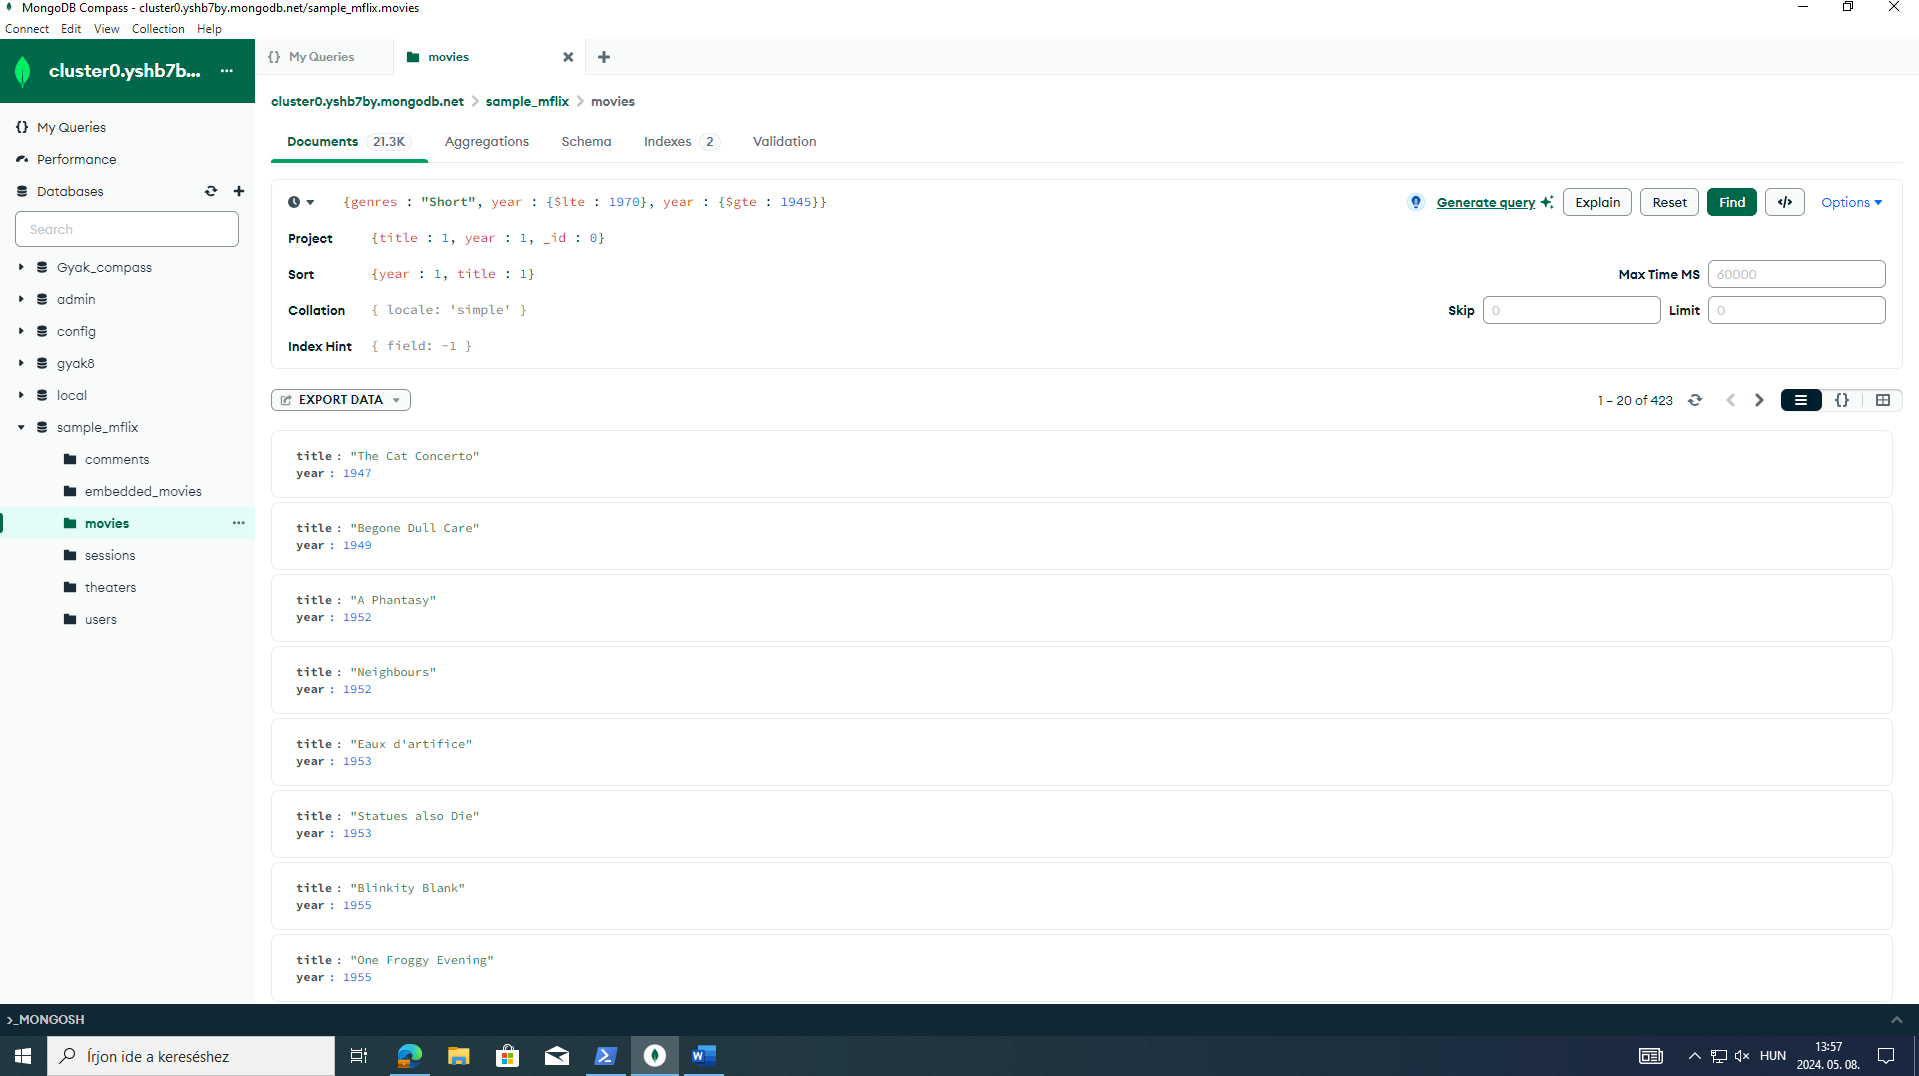 MongoDB Compass - cluster0.yshb7by.mongodb.net/sample_mflix.movies
Connect Edit View Collection Help
cluster0.yshb7b... ...
{} My Queries
movies
cluster0.yshb7by.mongodb.net > sample_mflix > movies
{} My Queries
Performance
Databases
Search
Gyak_compass
admin
config
gyak8
local
sample_mflix
comments
embedded_movies
movies ...
sessions
theaters
users
Documents 21.3K Aggregations Schema Indexes 2 Validation
{genres : "Short", year : {$lte : 1970}, year : {$gte : 1945}}
Generate query Explain Reset Find </> Options
Project {title : 1, year : 1, _id : 0}
Sort {year : 1, title : 1}
Max Time MS 60000
Collation { locale: 'simple' }
Skip 0 Limit 0
Index Hint { field: -1 }
EXPORT DATA
1 – 20 of 423
{}
title : "The Cat Concerto"
year : 1947
title : "Begone Dull Care"
year : 1949
title : "A Phantasy"
year : 1952
title : "Neighbours"
year : 1952
title : "Eaux d'artifice"
year : 1953
title : "Statues also Die"
year : 1953
title : "Blinkity Blank"
year : 1955
title : "One Froggy Evening"
year : 1955
>_MONGOSH
Írjon ide a kereséshez
HUN
13:57
2024. 05. 08.